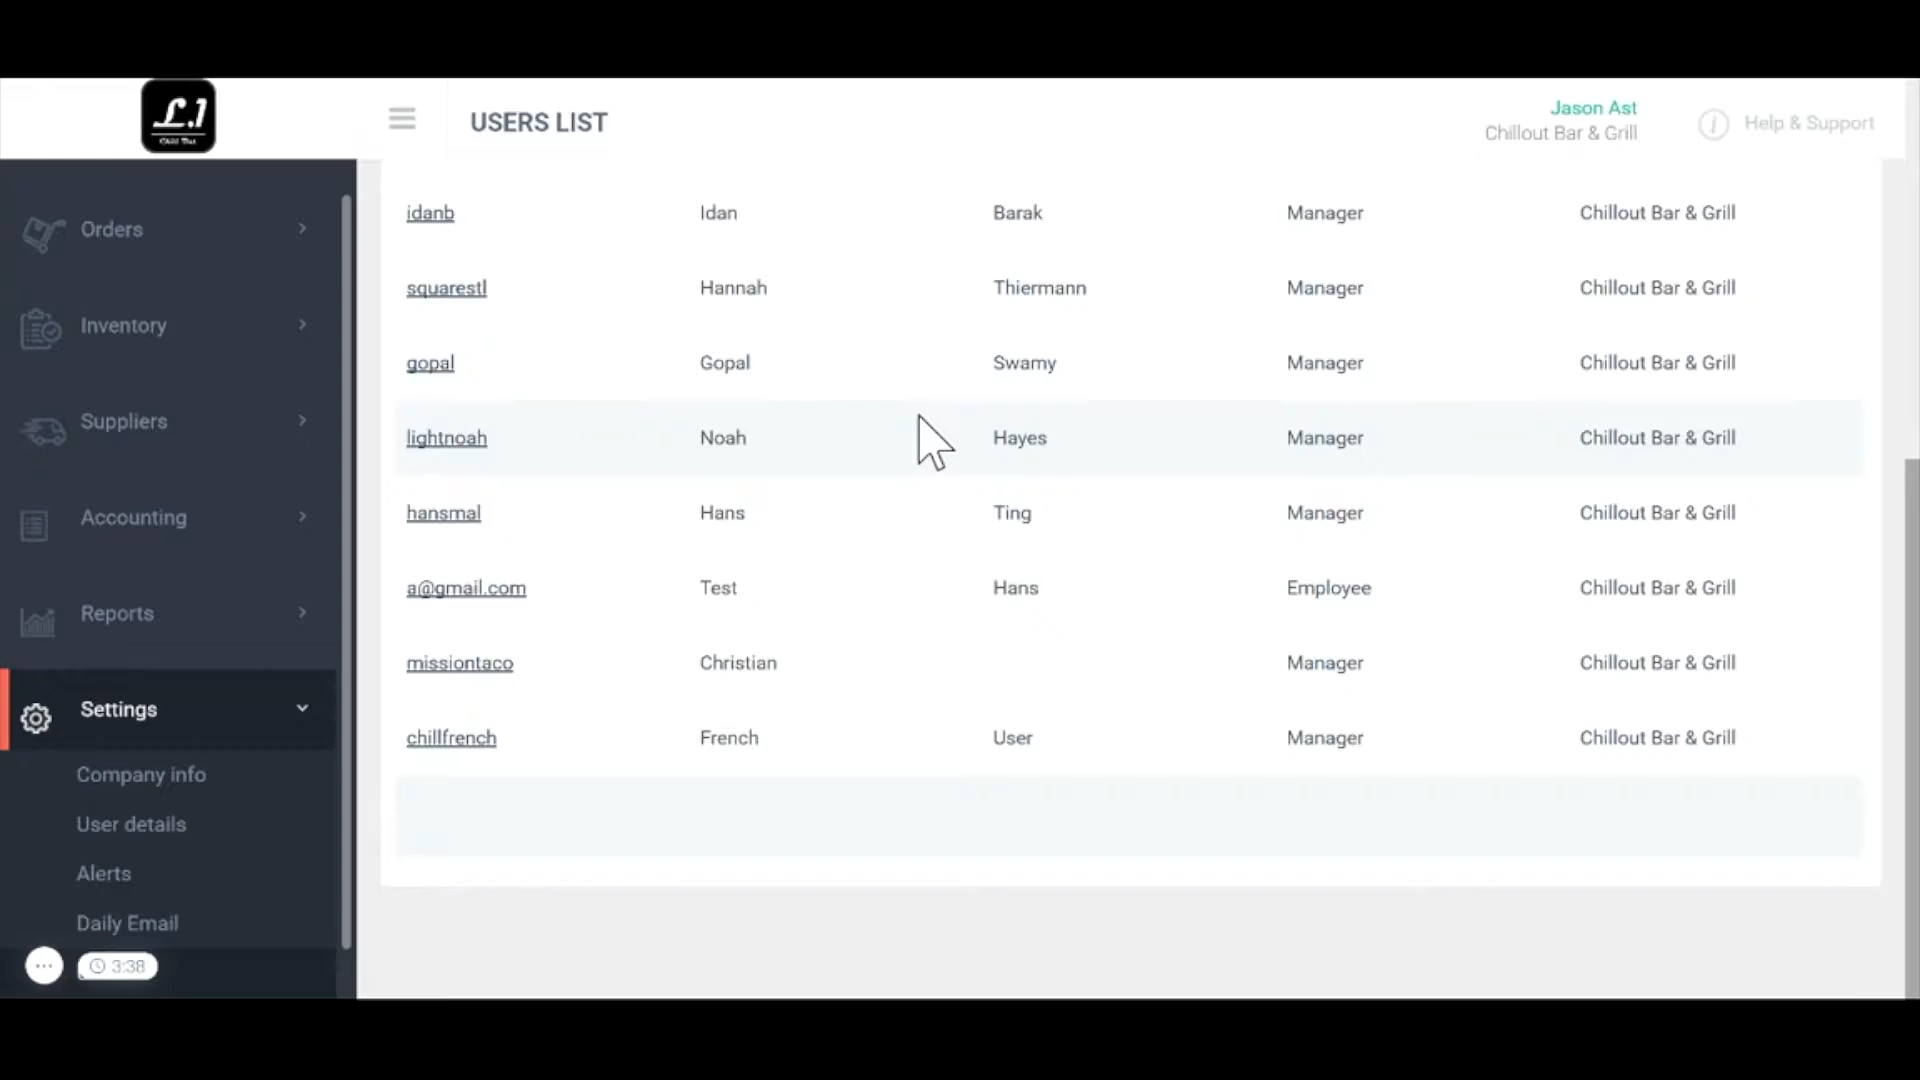 L.1
USERS LIST
Jason Ast
Chillout Bar & Grill
Help & Support
Orders
Inventory
Suppliers
Accounting
Reports
Settings
Company info
User details
Alerts
Daily Email
3:38
idanb Idan Barak Manager Chillout Bar & Grill
squarestl Hannah Thiermann Manager Chillout Bar & Grill
gopal Gopal Swamy Manager Chillout Bar & Grill
lightnoah Noah Hayes Manager Chillout Bar & Grill
hansmal Hans Ting Manager Chillout Bar & Grill
a@gmail.com Test Hans Employee Chillout Bar & Grill
missiontaco Christian Manager Chillout Bar & Grill
chillfrench French User Manager Chillout Bar & Grill